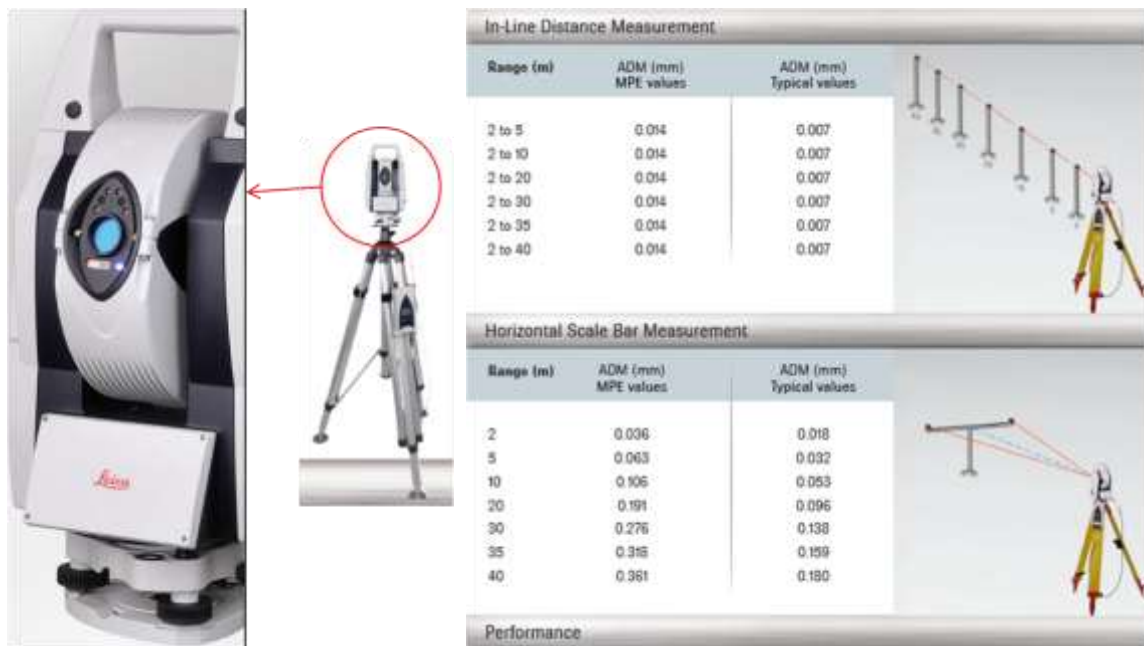 Leica
In-Line Distance Measurement
Range (m) ADM (mm) MPE values ADM (mm) Typical values
2 to 5 0.014 0.007
2 to 10 0.014 0.007
2 to 20 0.014 0.007
2 to 30 0.014 0.007
2 to 35 0.014 0.007
2 to 40 0.014 0.007
Horizontal Scale Bar Measurement
Range (m) ADM (mm) MPE values ADM (mm) Typical values
2 0.036 0.018
5 0.063 0.032
10 0.106 0.053
20 0.191 0.096
30 0.276 0.138
35 0.318 0.159
40 0.361 0.180
Performance